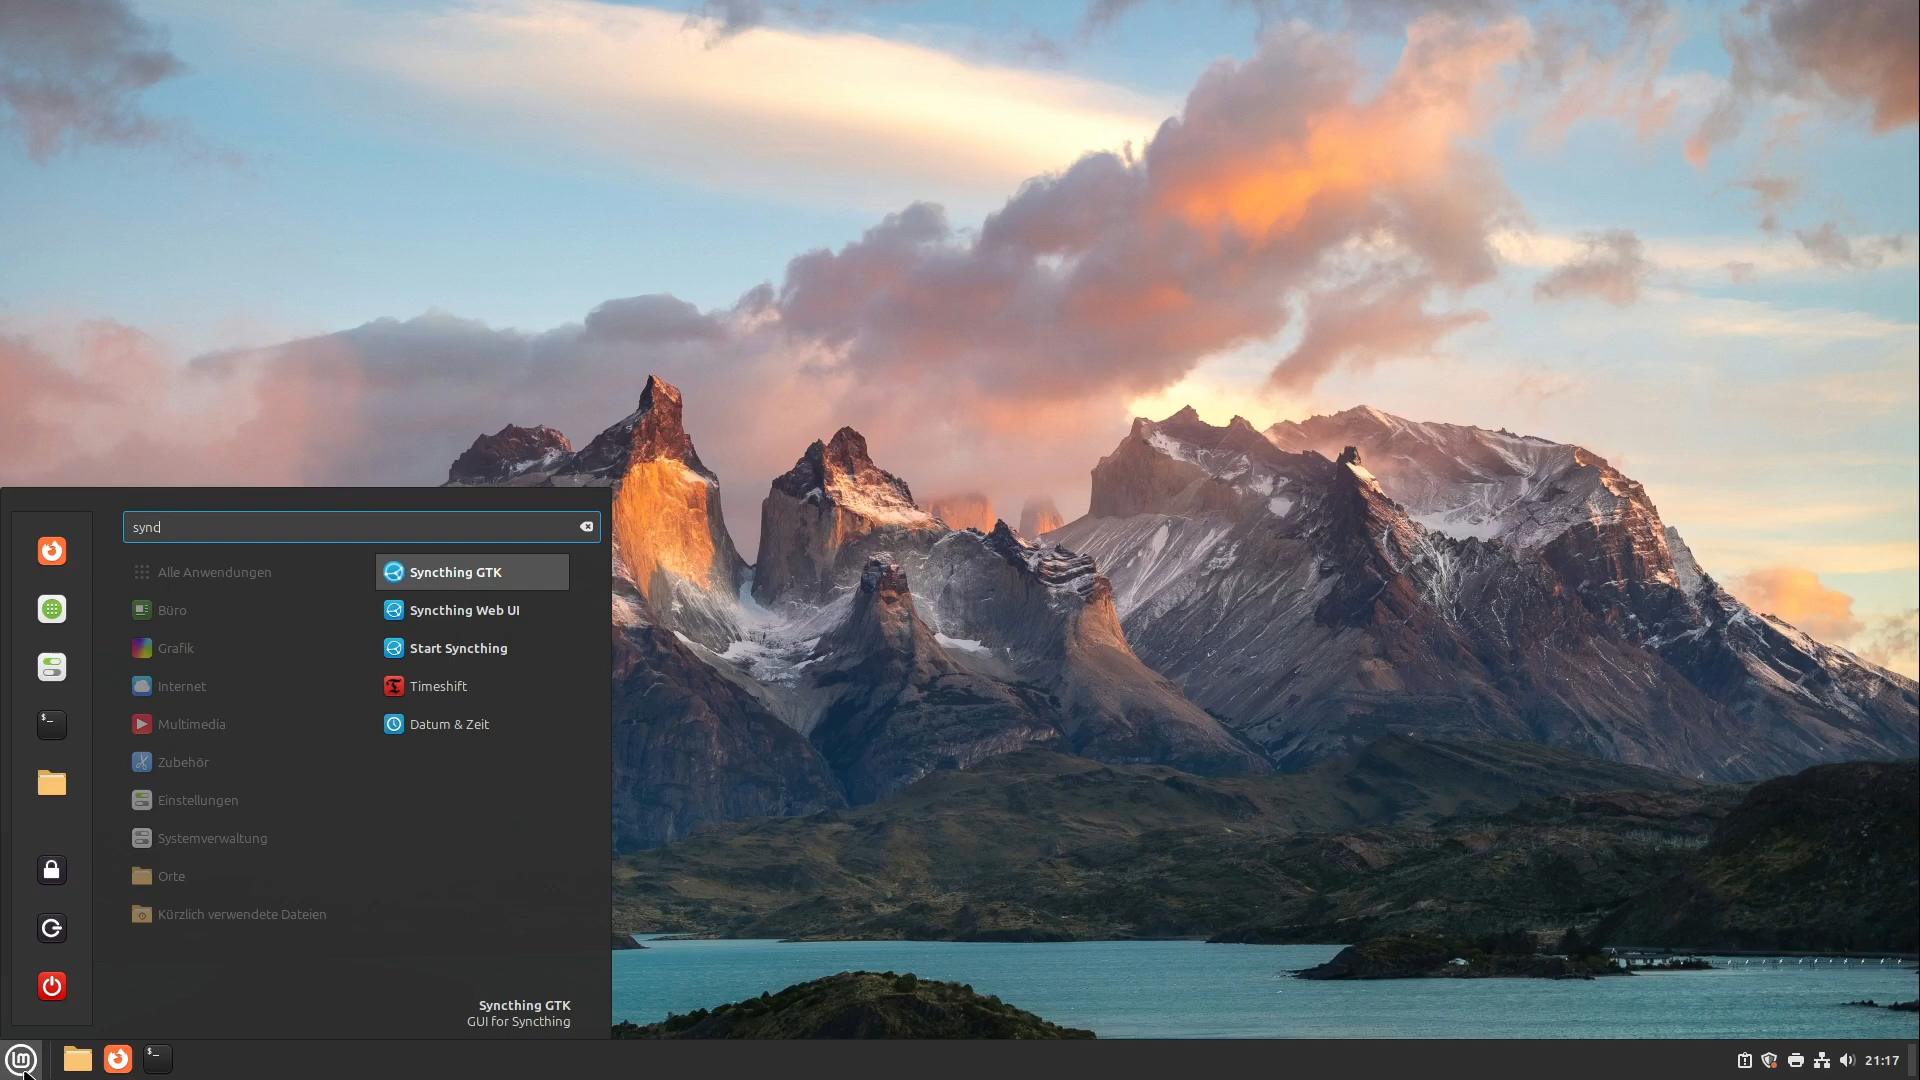 sync
Alle Anwendungen
Büro
Grafik
Internet
Multimedia
Zubehör
Einstellungen
Systemverwaltung
Orte
Kürzlich verwendete Dateien
Syncthing GTK
Syncthing Web UI
Start Syncthing
Timeshift
Datum & Zeit
Syncthing GTK
GUI for Syncthing
21:17